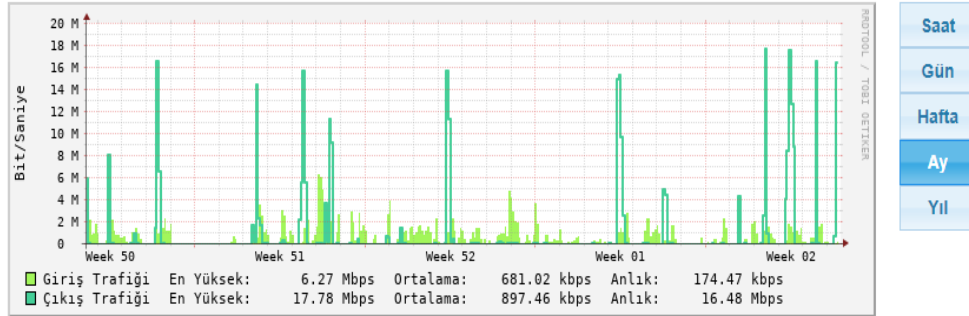 20 M
18 M
16 M
14 M
12 M
10 M
8 M
6 M
4 M
2 M
0
Bit/Saniye
Week 50 Week 51 Week 52 Week 01 Week 02
Giriş Trafiği En Yüksek: 6.27 Mbps Ortalama: 681.02 kbps Anlık: 174.47 kbps
Çıkış Trafiği En Yüksek: 17.78 Mbps Ortalama: 897.46 kbps Anlık: 16.48 Mbps
RRDTOOL / TOBI OETIKER
Saat
Gün
Hafta
Ay
Yıl